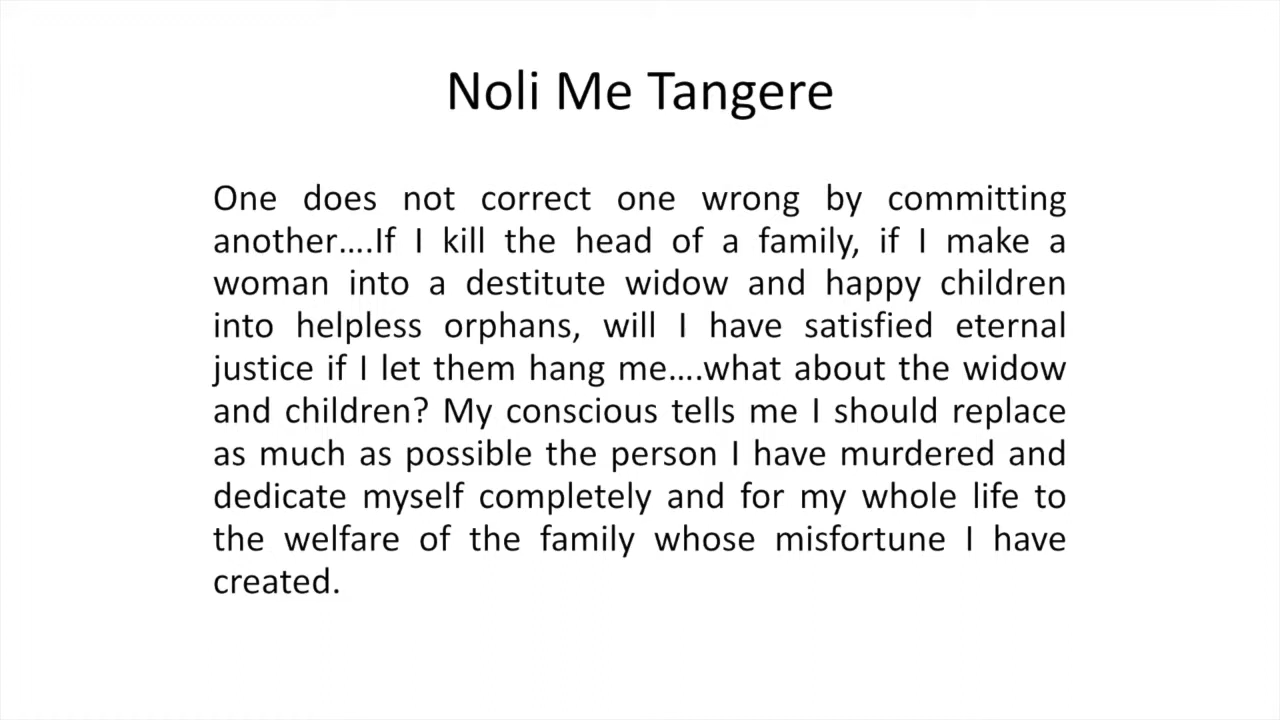 Noli Me Tangere
One does not correct one wrong by committing
another....If I kill the head of a family, if I make a
woman into a destitute widow and happy children
into helpless orphans, will I have satisfied eternal
justice if I let them hang me....what about the widow
and children? My conscious tells me I should replace
as much as possible the person I have murdered and
dedicate myself completely and for my whole life to
the welfare of the family whose misfortune I have
created.